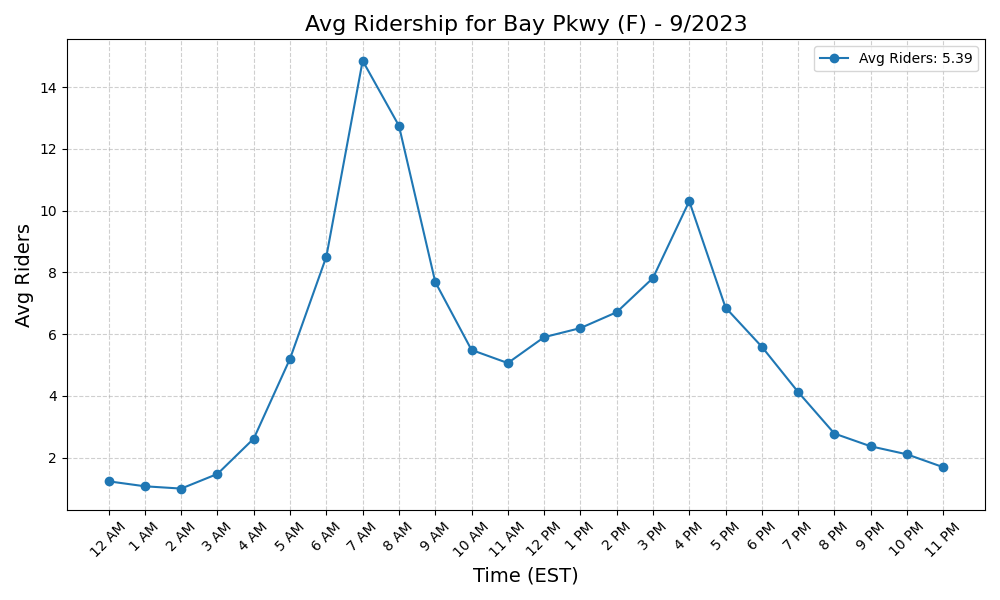 Avg Ridership for Bay Pkwy (F) - 9/2023
Avg Riders: 5.39
Avg Riders
14
12
10
8
6
4
2
12 AM
1 AM
2 AM
3 AM
4 AM
5 AM
6 AM
7 AM
8 AM
9 AM
10 AM
11 AM
12 PM
1 PM
2 PM
3 PM
4 PM
5 PM
6 PM
7 PM
8 PM
9 PM
10 PM
11 PM
Time (EST)